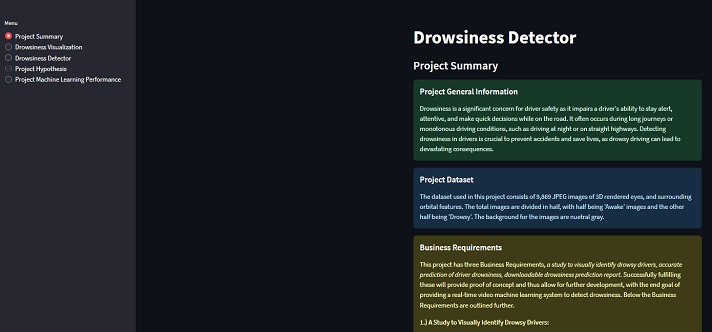 Menu
Project Summary
Drowsiness Visualization
Drowsiness Detector
Project Hypothesis
Project Machine Learning Performance
Drowsiness Detector
Project Summary
Project General Information
Drowsiness is a significant concern for driver safety as it impairs a driver's ability to stay alert,
attentive, and make quick decisions while on the road. It often occurs during long journeys or
monotonous driving conditions, such as driving at night or on straight highways. Detecting
drowsiness in drivers is crucial to prevent accidents and save lives, as drowsy driving can lead to
devastating consequences.
Project Dataset
The dataset used in this project consists of 9,869 JPEG images of 3D rendered eyes, and surrounding
orbital features. The total images are divided in half, with half being 'Awake' images and the other
half being 'Drowsy'. The background for the images are nuetral gray.
Business Requirements
This project has three Business Requirements, a study to visually identify drowsy drivers, accurate
prediction of driver drowsiness, downloadable drowsiness prediction report. Successfully fulfilling
these will provide proof of concept and thus allow for further development, with the end goal of
providing a real-time video machine learning system to detect drowsiness. Below the Business
Requirements are outlined further.
1.) A Study to Visually Identify Drowsy Drivers: